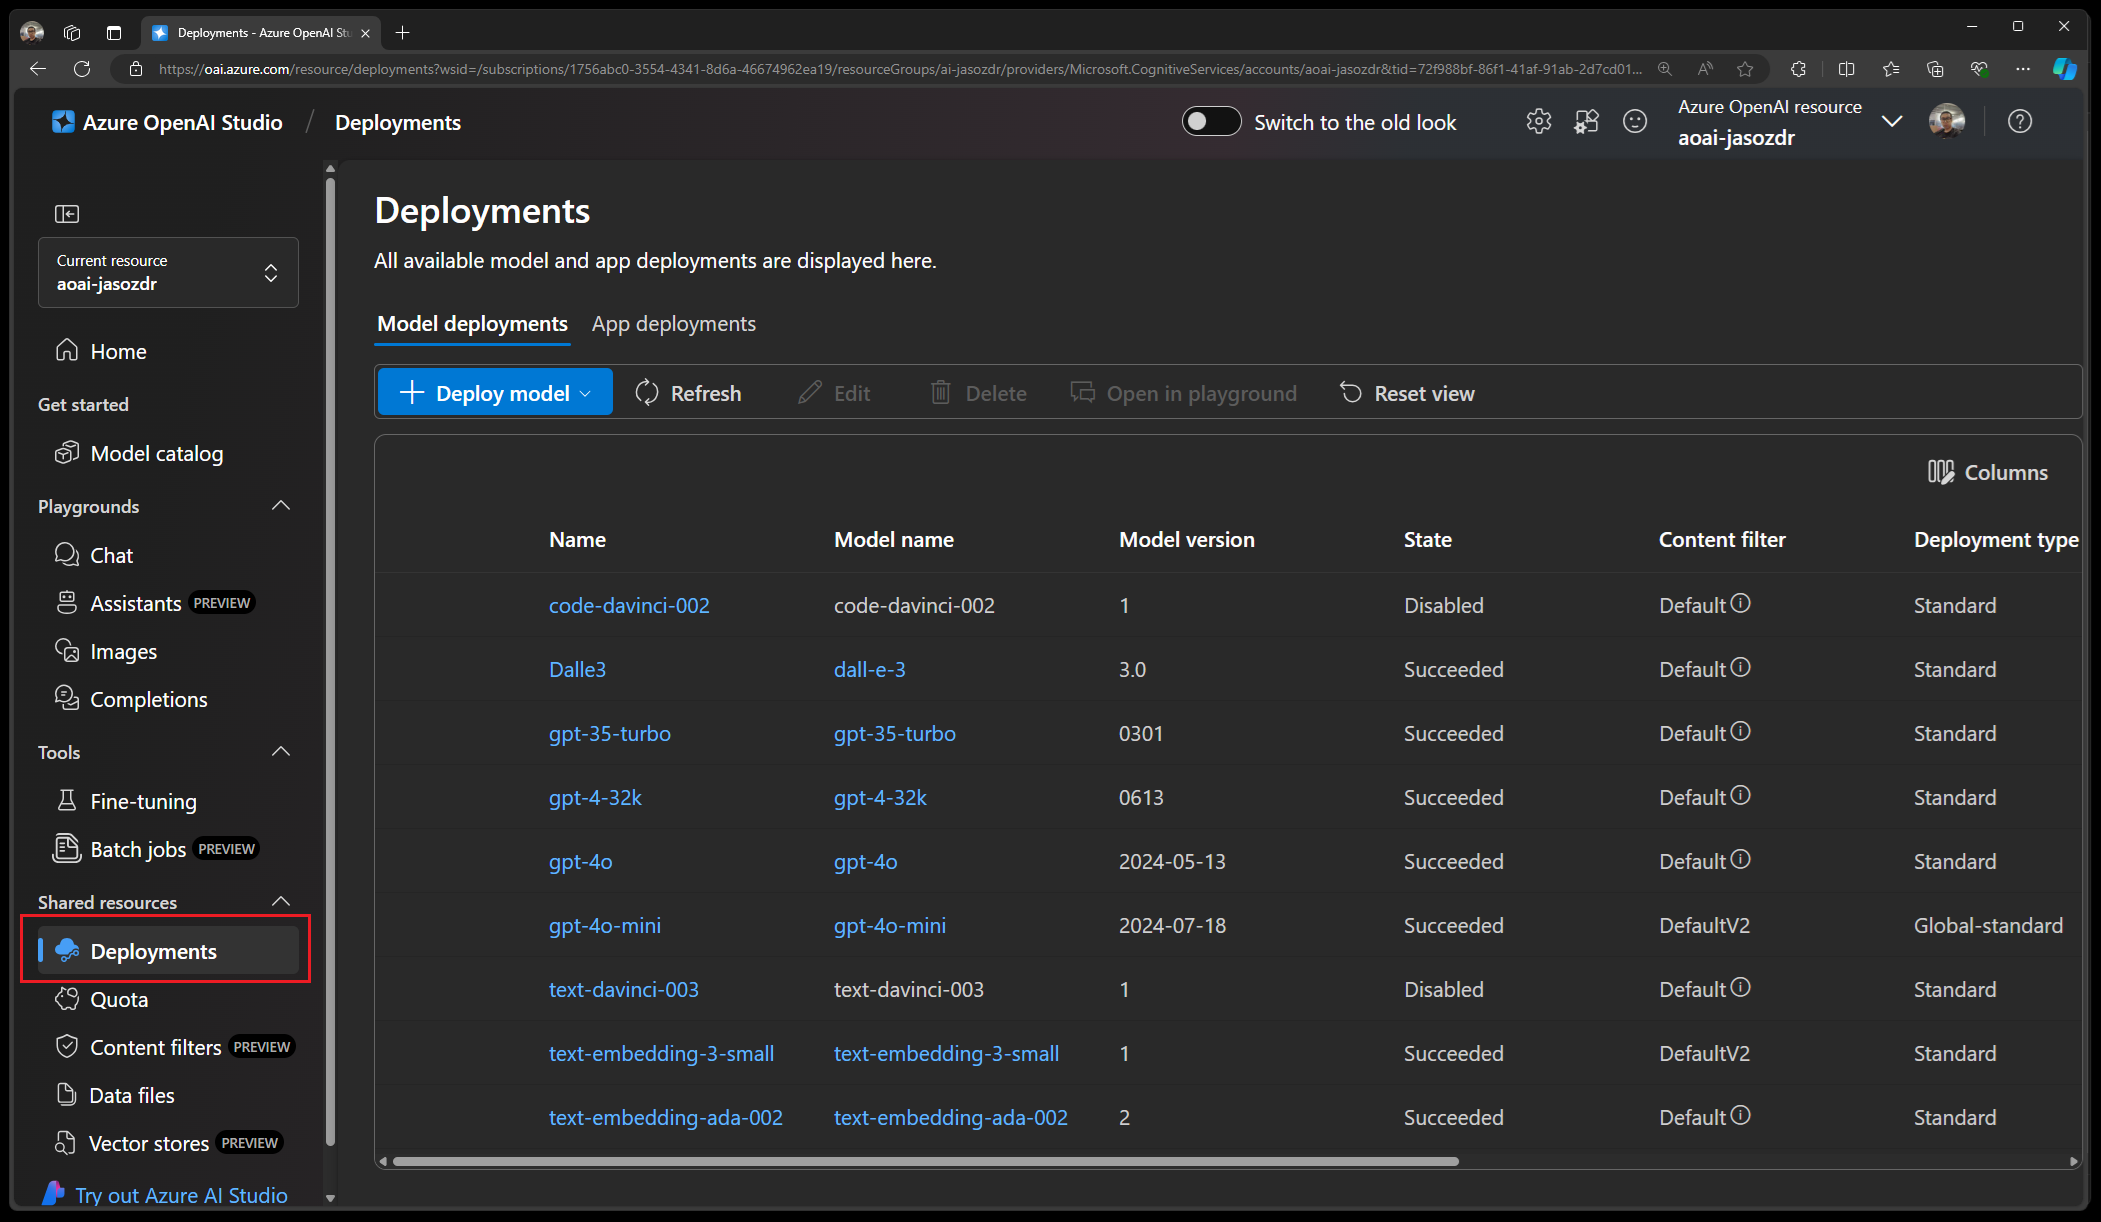 Deployments - Azure OpenAI Stu
https://oai.azure.com/resource/deployments?wsid=/subscriptions/1756abc0-3554-4341-8d6a-46674962ea19/resourceGroups/ai-jasozdr/providers/Microsoft.CognitiveServices/accounts/aoai-jasozdr&tid=72f988bf-86f1-41af-91ab-2d7cd01...
Azure OpenAI Studio / Deployments
Switch to the old look
Azure OpenAI resource
aoai-jasozdr
Current resource
aoai-jasozdr
Home
Get started
Model catalog
Playgrounds
Chat
Assistants PREVIEW
Images
Completions
Tools
Fine-tuning
Batch jobs PREVIEW
Shared resources
Deployments
Quota
Content filters PREVIEW
Data files
Vector stores PREVIEW
Try out Azure AI Studio
Deployments
All available model and app deployments are displayed here.
Model deployments App deployments
Deploy model Refresh Edit Delete Open in playground Reset view
Columns
Name Model name Model version State Content filter Deployment type
code-davinci-002 code-davinci-002 1 Disabled Default Standard
Dalle3 dall-e-3 3.0 Succeeded Default Standard
gpt-35-turbo gpt-35-turbo 0301 Succeeded Default Standard
gpt-4-32k gpt-4-32k 0613 Succeeded Default Standard
gpt-4o gpt-4o 2024-05-13 Succeeded Default Standard
gpt-4o-mini gpt-4o-mini 2024-07-18 Succeeded DefaultV2 Global-standard
text-davinci-003 text-davinci-003 1 Disabled Default Standard
text-embedding-3-small text-embedding-3-small 1 Succeeded DefaultV2 Standard
text-embedding-ada-002 text-embedding-ada-002 2 Succeeded Default Standard